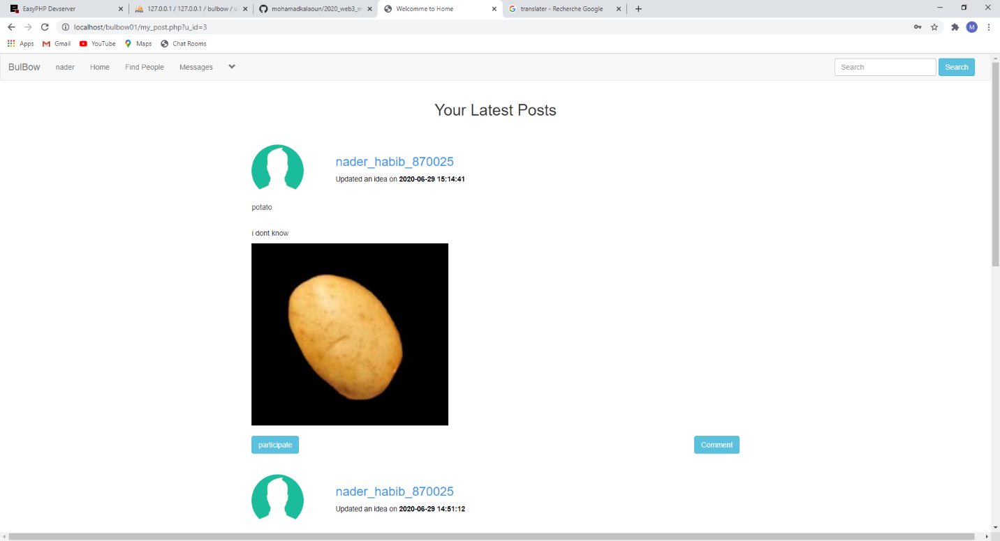 EasyPHP Devserver
127.0.0.1 / 127.0.0.1 / bulbow / u
mohamadkalaoun/2020_web3_m
Welcomme to Home
translater - Recherche Google
localhost/bulbow01/my_post.php?u_id=3
M
Apps
Gmail
YouTube
Maps
Chat Rooms
BulBow
nader
Home
Find People
Messages
Search
Search
Your Latest Posts
nader_habib_870025
Updated an idea on 2020-06-29 15:14:41
potato
i dont know
participate
Comment
nader_habib_870025
Updated an idea on 2020-06-29 14:51:12